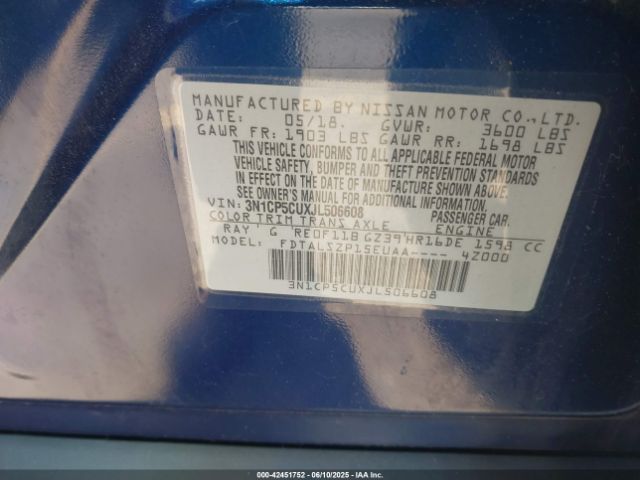 MANUFACTURED BY NISSAN MOTOR CO.,LTD.
DATE: 05/18. GVWR: 3600 LBS
GAWR FR: 1903 LBS GAWR RR: 1698 LBS
THIS VEHICLE CONFORMS TO ALL APPLICABLE FEDERAL MOTOR
VEHICLE SAFETY, BUMPER AND THEFT PREVENTION STANDARDS
IN EFFECT ON THE DATE OF MANUFACTURE SHOWN ABOVE.
SEE OWNER'S MANUAL FOR ADDITIONAL INFORMATION.
VIN: 3N1CP5CUXJL506608 PASSENGER CAR.
COLOR TRIM TRANS AXLE ENGINE
RAY G RE0F11B GZ39 HR16DE 1598 CC
MODEL: FDTALSZP15EUAA---- 4Z000
3N1CP5CUXJL506608
000-42451752 | 06/10/2025 | IAA Inc.